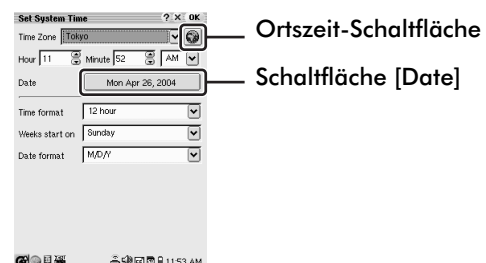 Set System Time ? × OK
Time Zone Tokyo
Ortszeit-Schaltfläche
Hour 11 Minute 52 AM
Date Mon Apr 26, 2004
Schaltfläche [Date]
Time format 12 hour
Weeks start on Sunday
Date format M/D/Y
11:53 AM